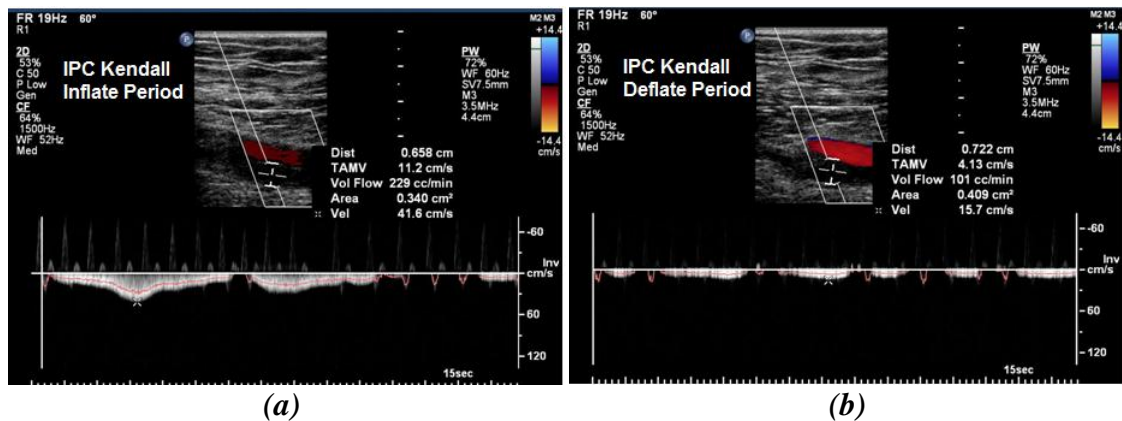 FR 19Hz 60°
R1
2D
53%
C 50
P Low
Gen
CF
64%
1500Hz
WF 52Hz
Med
IPC Kendall
Inflate Period
P
PW
72%
WF 60Hz
SV7.5mm
M3
3.5MHz
4.4cm
M2 M3
+14.4
-14.4
cm/s
Dist 0.658 cm
TAMV 11.2 cm/s
Vol Flow 229 cc/min
Area 0.340 cm²
Vel 41.6 cm/s
-60
Inv
cm/s
60
120
15sec
(a)
FR 19Hz 60°
R1
2D
53%
C 50
P Low
Gen
CF
64%
1500Hz
WF 52Hz
Med
IPC Kendall
Deflate Period
P
PW
72%
WF 60Hz
SV7.5mm
M3
3.5MHz
4.4cm
M2 M3
+14.4
-14.4
cm/s
Dist 0.722 cm
TAMV 4.13 cm/s
Vol Flow 101 cc/min
Area 0.409 cm²
Vel 15.7 cm/s
-60
Inv
cm/s
60
120
15sec
(b)